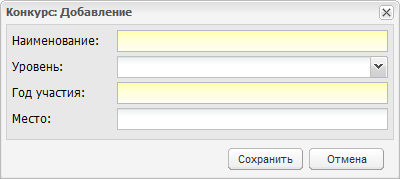 Конкурс: Добавление
Наименование:
Уровень:
Год участия:
Место:
Сохранить Отмена